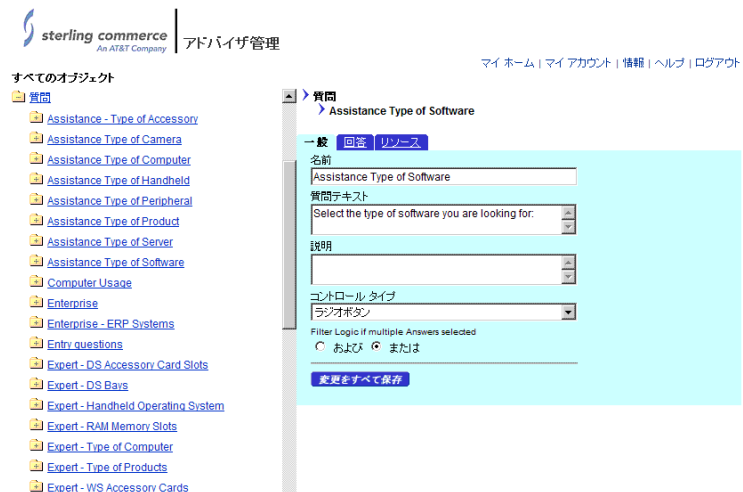 sterling commerce
An AT&T Company
アドバイザ管理
マイ ホーム | マイ アカウント | 情報 | ヘルプ | ログアウト
すべてのオブジェクト
質問
Assistance - Type of Accessory
Assistance Type of Camera
Assistance Type of Computer
Assistance Type of Handheld
Assistance Type of Peripheral
Assistance Type of Product
Assistance Type of Server
Assistance Type of Software
Computer Usage
Enterprise
Enterprise - ERP Systems
Entry questions
Expert - DS Accessory Card Slots
Expert - DS Bays
Expert - Handheld Operating System
Expert - RAM Memory Slots
Expert - Type of Computer
Expert - Type of Products
Expert - WS Accessory Cards
質問
Assistance Type of Software
一般 回答 リソース
名前
Assistance Type of Software
質問テキスト
Select the type of software you are looking for:
説明
コントロール タイプ
ラジオボタン
Filter Logic if multiple Answers selected
および または
変更をすべて保存